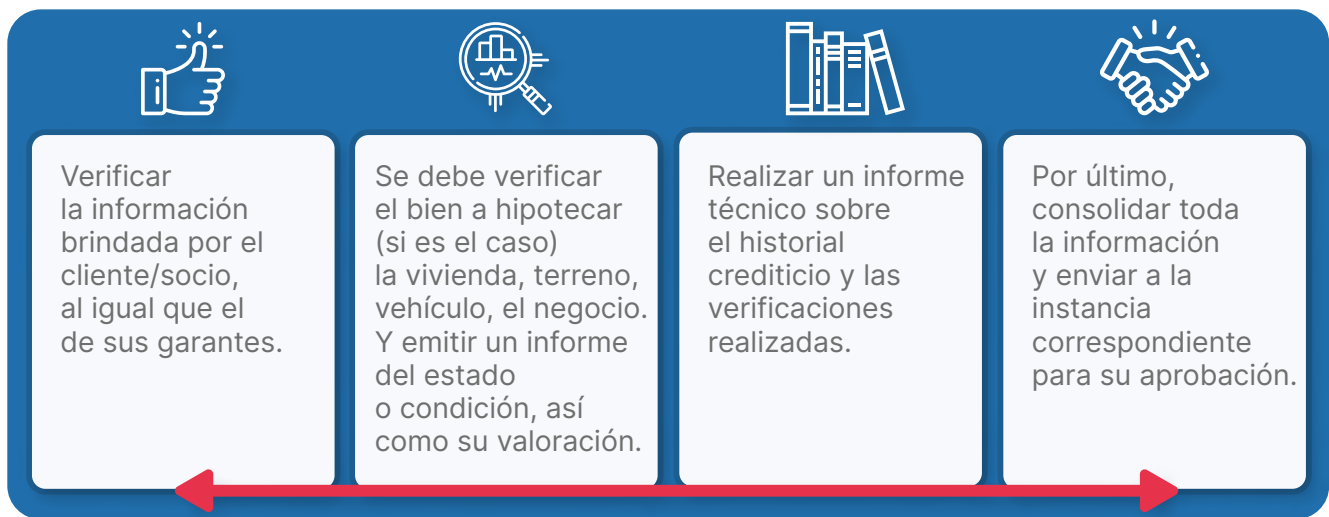 Verificar
la información
brindada por el
cliente/socio,
al igual que el
de sus garantes.
Se debe verificar
el bien a hipotecar
(si es el caso)
la vivienda, terreno,
vehículo, el negocio.
Y emitir un informe
del estado
o condición, así
como su valoración.
Realizar un informe
técnico sobre
el historial
crediticio y las
verificaciones
realizadas.
Por último,
consolidar toda
la información
y enviar a la
instancia
correspondiente
para su aprobación.